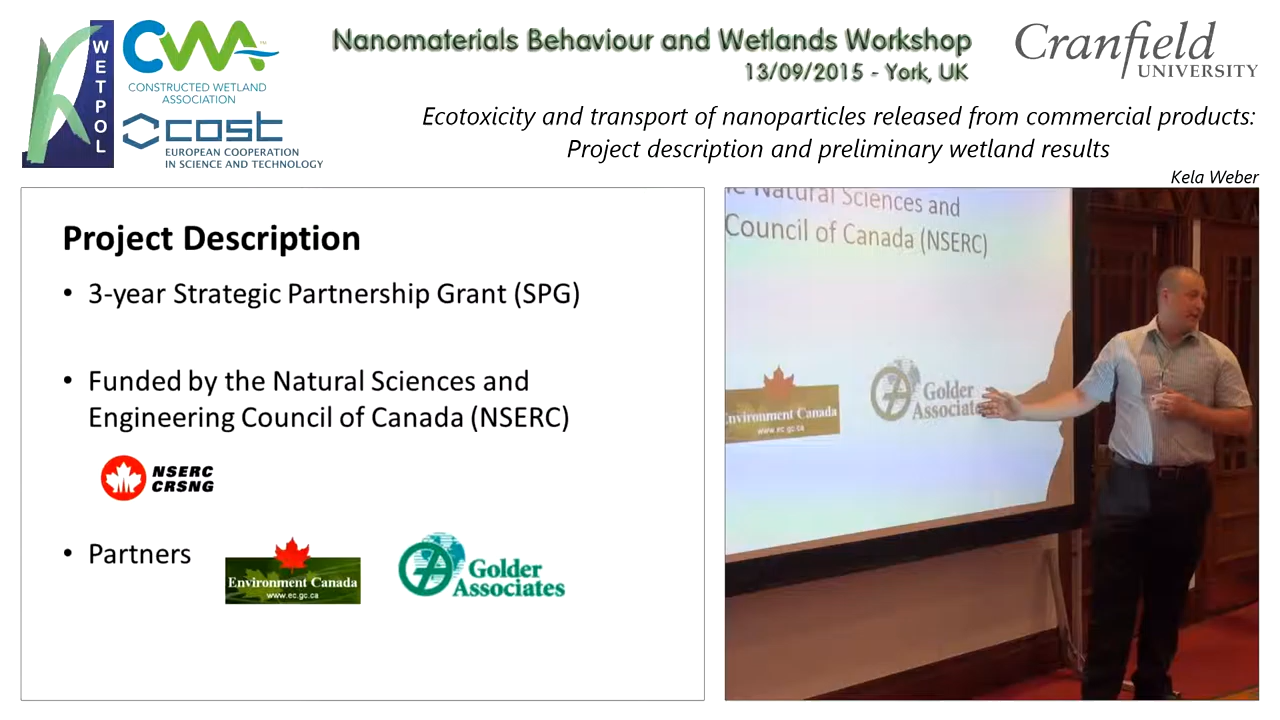 WETPOL
CWA
CONSTRUCTED WETLAND
ASSOCIATION
cost
EUROPEAN COOPERATION
IN SCIENCE AND TECHNOLOGY
Nanomaterials Behaviour and Wetlands Workshop
13/09/2015 - York, UK
Cranfield
UNIVERSITY
Ecotoxicity and transport of nanoparticles released from commercial products:
Project description and preliminary wetland results
Kela Weber
Project Description
• 3-year Strategic Partnership Grant (SPG)
• Funded by the Natural Sciences and
Engineering Council of Canada (NSERC)
NSERC
CRSNG
• Partners
Environment Canada
www.ec.gc.ca
Golder
Associates
Natural Sciences and
Council of Canada (NSERC)
Environment Canada
www.ec.gc.ca
Golder
Associates